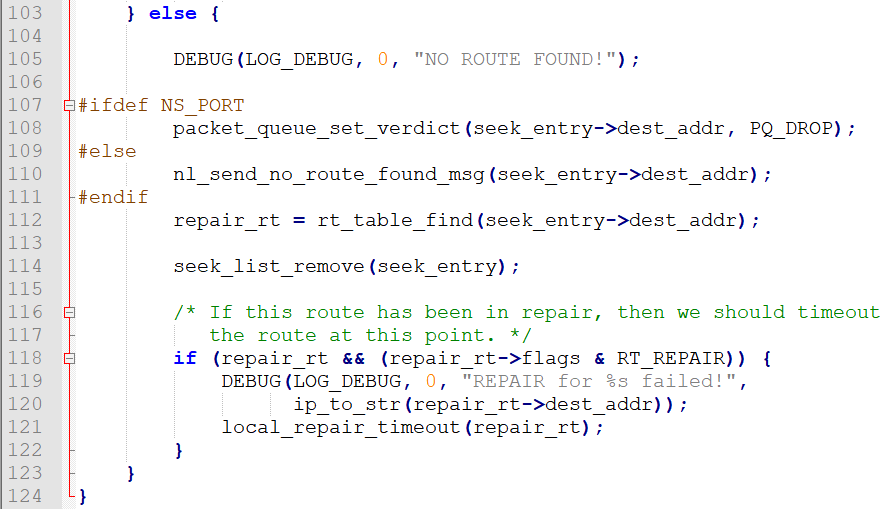 103     } else {
104
105         DEBUG(LOG_DEBUG, 0, "NO ROUTE FOUND!");
106
107 #ifdef NS_PORT
108         packet_queue_set_verdict(seek_entry->dest_addr, PQ_DROP);
109 #else
110         nl_send_no_route_found_msg(seek_entry->dest_addr);
111 #endif
112         repair_rt = rt_table_find(seek_entry->dest_addr);
113
114         seek_list_remove(seek_entry);
115
116         /* If this route has been in repair, then we should timeout
117            the route at this point. */
118         if (repair_rt && (repair_rt->flags & RT_REPAIR)) {
119             DEBUG(LOG_DEBUG, 0, "REPAIR for %s failed!",
120                   ip_to_str(repair_rt->dest_addr));
121             local_repair_timeout(repair_rt);
122         }
123     }
124 }